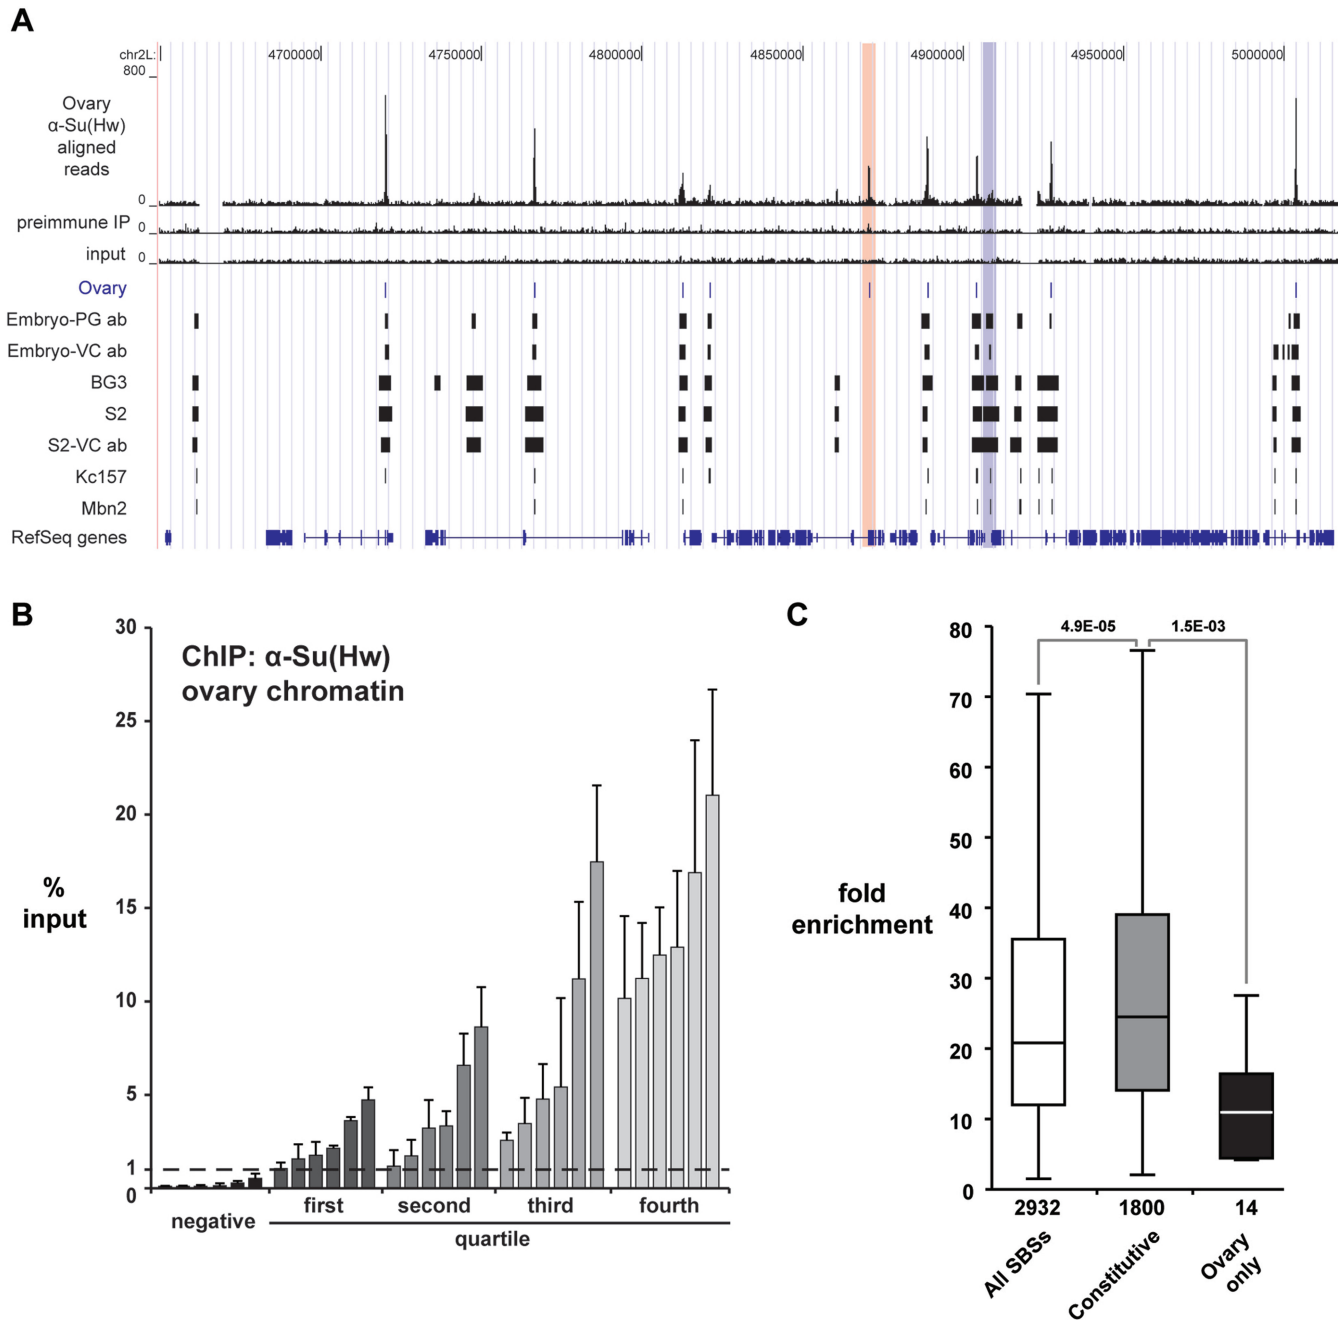 A
chr2L: 4700000 4750000 4800000 4850000 4900000 4950000 5000000
800
Ovary
α-Su(Hw)
aligned
reads
0
preimmune IP 0
input 0
Ovary
Embryo-PG ab
Embryo-VC ab
BG3
S2
S2-VC ab
Kc157
Mbn2
RefSeq genes
B
ChIP: α-Su(Hw)
ovary chromatin
%
input
30
25
20
15
10
5
1
0
negative first second third fourth
quartile
C
4.9E-05 1.5E-03
fold
enrichment
80
70
60
50
40
30
20
10
0
2932 1800 14
All SBSs
Constitutive
Ovary
only